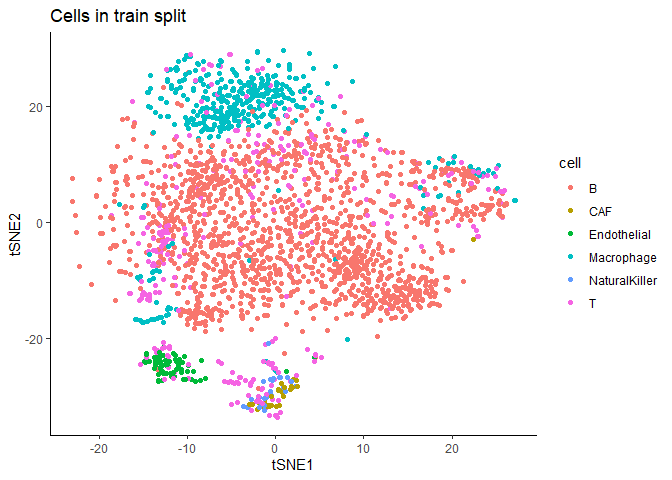 Cells in train split
20
0
-20
tSNE2
-20
-10
0
10
20
tSNE1
cell
B
CAF
Endothelial
Macrophage
NaturalKiller
T